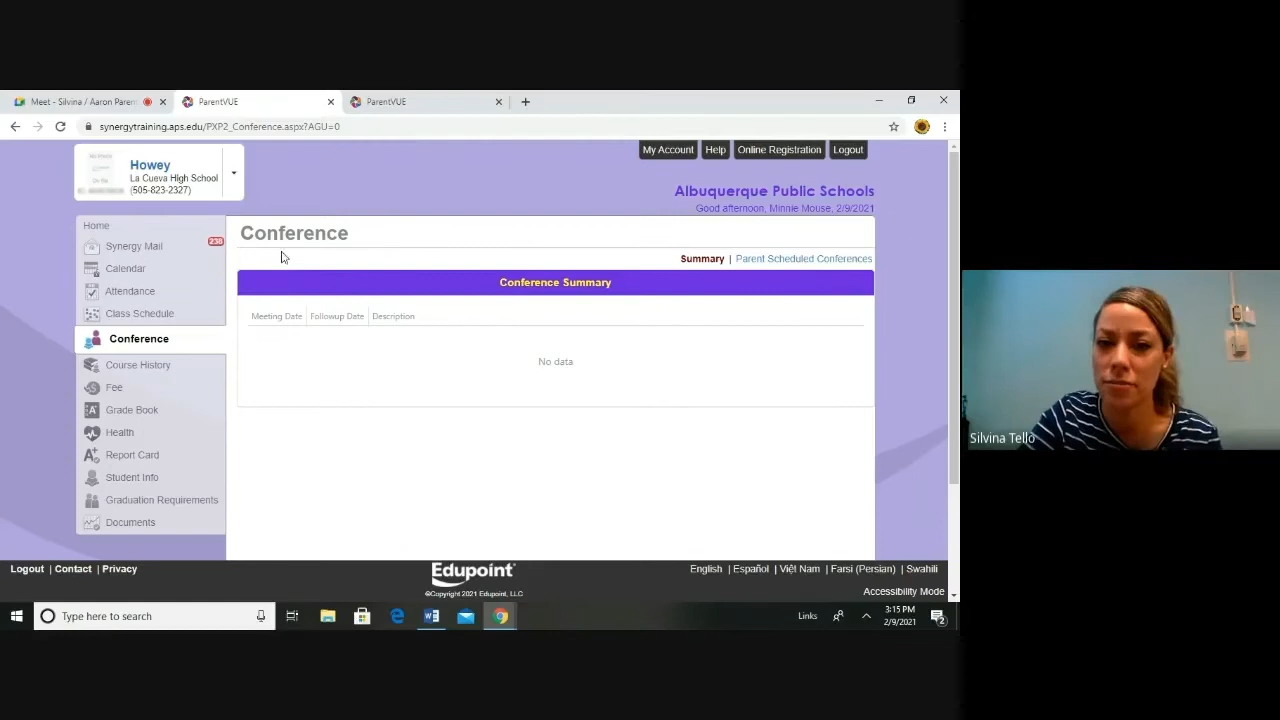 Meet - Silvina / Aaron Paren
ParentVUE
ParentVUE
synergytraining.aps.edu/PXP2_Conference.aspx?AGU=0
My Account
Help
Online Registration
Logout
Howey
La Cueva High School
(505-823-2327)
Albuquerque Public Schools
Good afternoon, Minnie Mouse, 2/9/2021
Home
Synergy Mail
238
Calendar
Attendance
Class Schedule
Conference
Course History
Fee
Grade Book
Health
Report Card
Student Info
Graduation Requirements
Documents
Conference
Summary | Parent Scheduled Conferences
Conference Summary
Meeting Date Followup Date Description
No data
Silvina Tello
Logout | Contact | Privacy
Edupoint
©Copyright 2021 Edupoint, LLC
English | Español | Việt Nam | Farsi (Persian) | Swahili
Accessibility Mode
Type here to search
Links
3:15 PM
2/9/2021
2